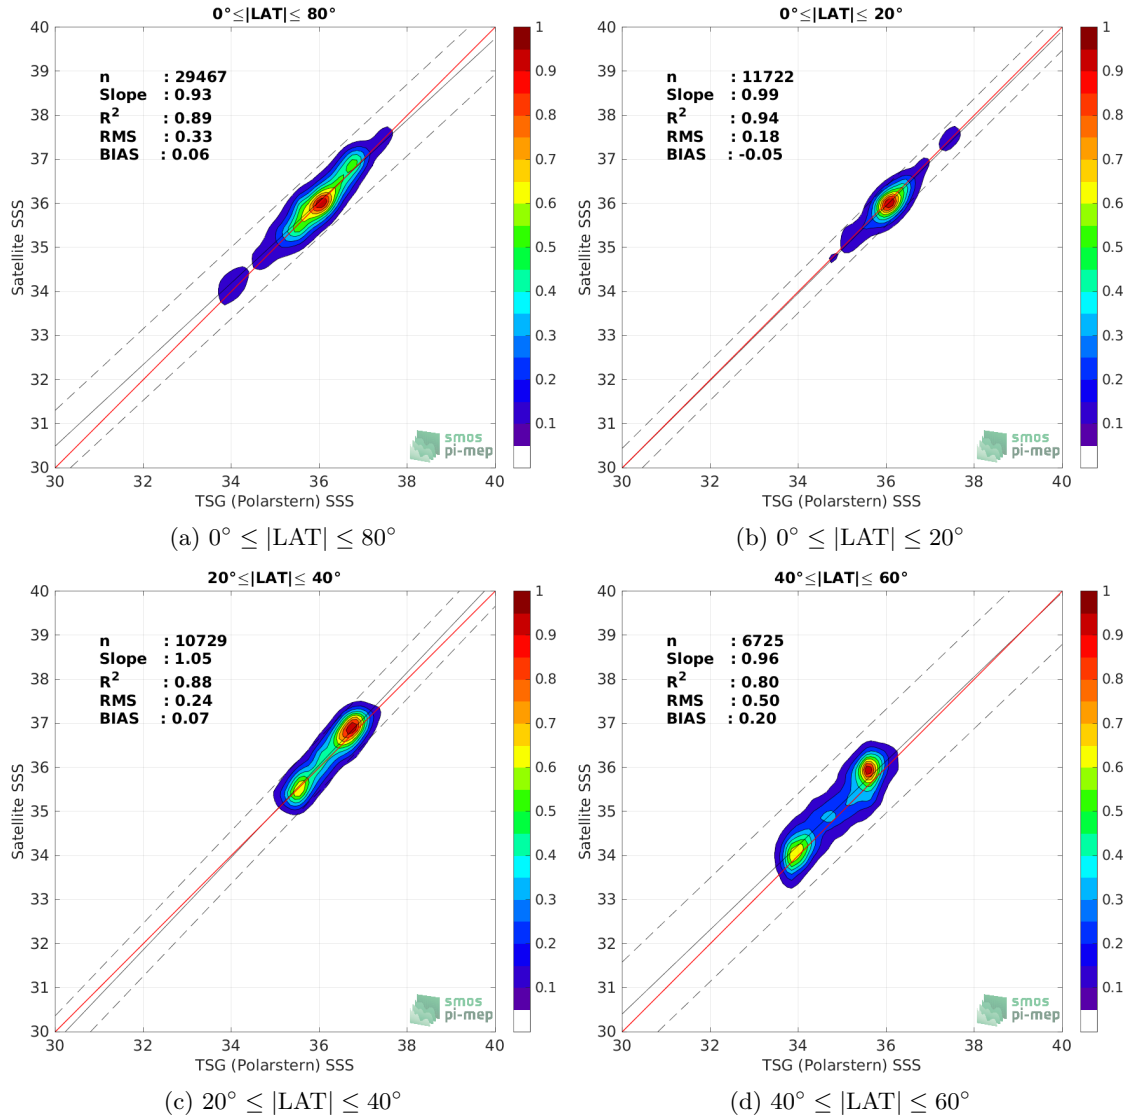 0°≤|LAT|≤ 80°
40
39
38
37
36
35
34
33
32
31
30
Satellite SSS
n : 29467
Slope : 0.93
R² : 0.89
RMS : 0.33
BIAS : 0.06
smos
pi-mep
30 32 34 36 38 40
TSG (Polarstern) SSS
1
0.9
0.8
0.7
0.6
0.5
0.4
0.3
0.2
0.1
(a) 0° ≤ |LAT| ≤ 80°
0°≤|LAT|≤ 20°
40
39
38
37
36
35
34
33
32
31
30
Satellite SSS
n : 11722
Slope : 0.99
R² : 0.94
RMS : 0.18
BIAS : -0.05
smos
pi-mep
30 32 34 36 38 40
TSG (Polarstern) SSS
1
0.9
0.8
0.7
0.6
0.5
0.4
0.3
0.2
0.1
(b) 0° ≤ |LAT| ≤ 20°
20°≤|LAT|≤ 40°
40
39
38
37
36
35
34
33
32
31
30
Satellite SSS
n : 10729
Slope : 1.05
R² : 0.88
RMS : 0.24
BIAS : 0.07
smos
pi-mep
30 32 34 36 38 40
TSG (Polarstern) SSS
1
0.9
0.8
0.7
0.6
0.5
0.4
0.3
0.2
0.1
(c) 20° ≤ |LAT| ≤ 40°
40°≤|LAT|≤ 60°
40
39
38
37
36
35
34
33
32
31
30
Satellite SSS
n : 6725
Slope : 0.96
R² : 0.80
RMS : 0.50
BIAS : 0.20
smos
pi-mep
30 32 34 36 38 40
TSG (Polarstern) SSS
1
0.9
0.8
0.7
0.6
0.5
0.4
0.3
0.2
0.1
(d) 40° ≤ |LAT| ≤ 60°